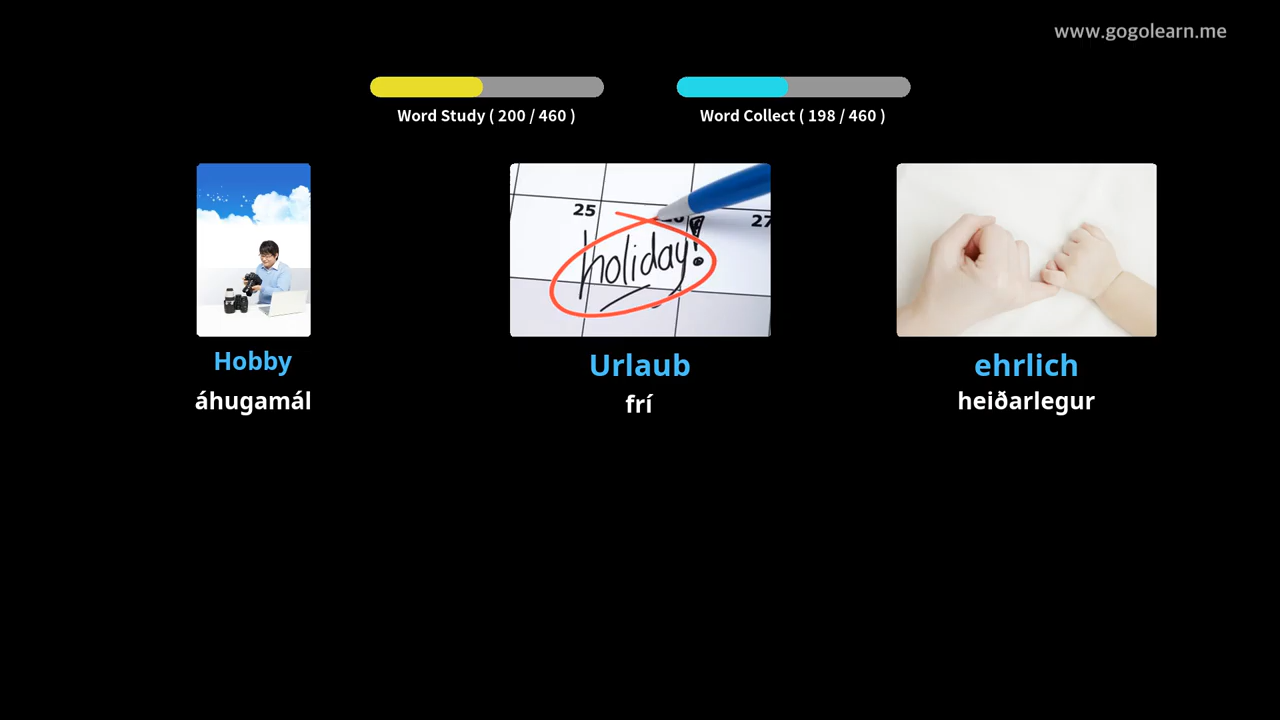 www.gogolearn.me
Word Study ( 200 / 460 )
Word Collect ( 198 / 460 )
25
27
holiday!
Hobby
áhugamál
Urlaub
frí
ehrlich
heiðarlegur